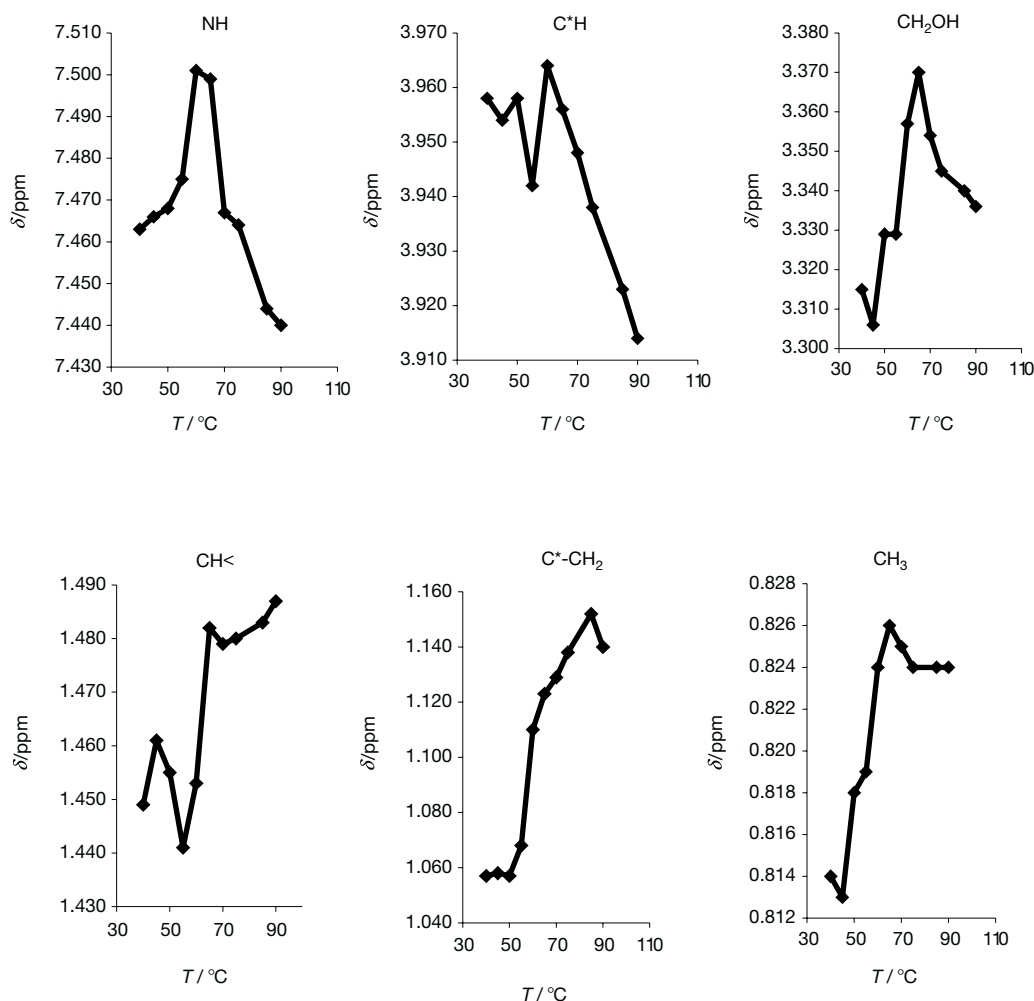 NH
7.510
7.500
7.490
7.480
7.470
7.460
7.450
7.440
7.430
δ/ppm
30 50 70 90 110
T / °C
C*H
3.970
3.960
3.950
3.940
3.930
3.920
3.910
δ/ppm
30 50 70 90 110
T / °C
CH₂OH
3.380
3.370
3.360
3.350
3.340
3.330
3.320
3.310
3.300
δ/ppm
30 50 70 90 110
T / °C
CH<
1.490
1.480
1.470
1.460
1.450
1.440
1.430
δ/ppm
30 50 70 90
T / °C
C*-CH₂
1.160
1.140
1.120
1.100
1.080
1.060
1.040
δ/ppm
30 50 70 90 110
T / °C
CH₃
0.828
0.826
0.824
0.822
0.820
0.818
0.816
0.814
0.812
δ/ppm
30 50 70 90 110
T / °C